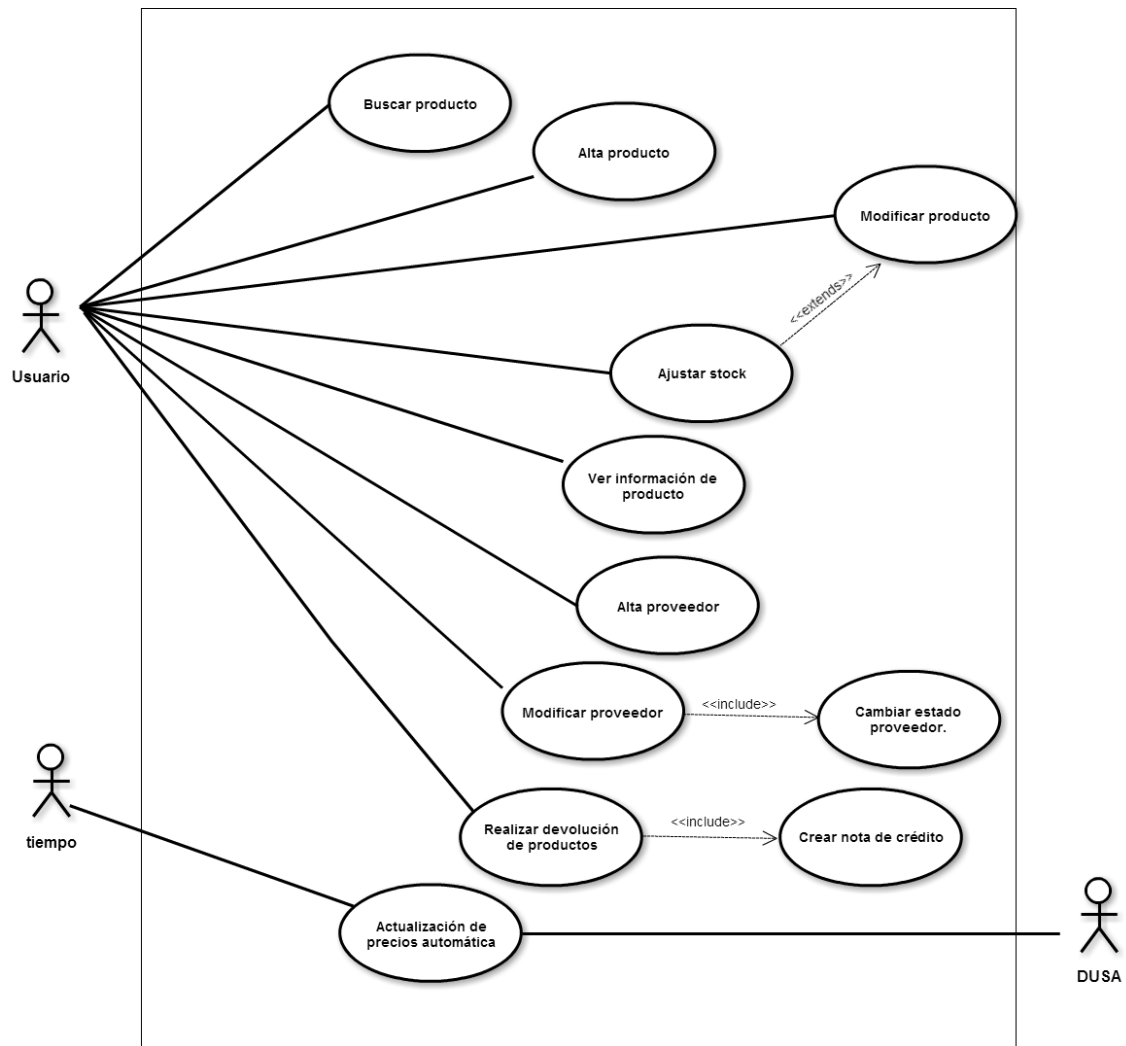 Buscar producto
Alta producto
Modificar producto
<<extends>>
Usuario
Ajustar stock
Ver información de
producto
Alta proveedor
Modificar proveedor
<<include>>
Cambiar estado
proveedor.
tiempo
Realizar devolución
de productos
<<include>>
Crear nota de crédito
Actualización de
precios automática
DUSA